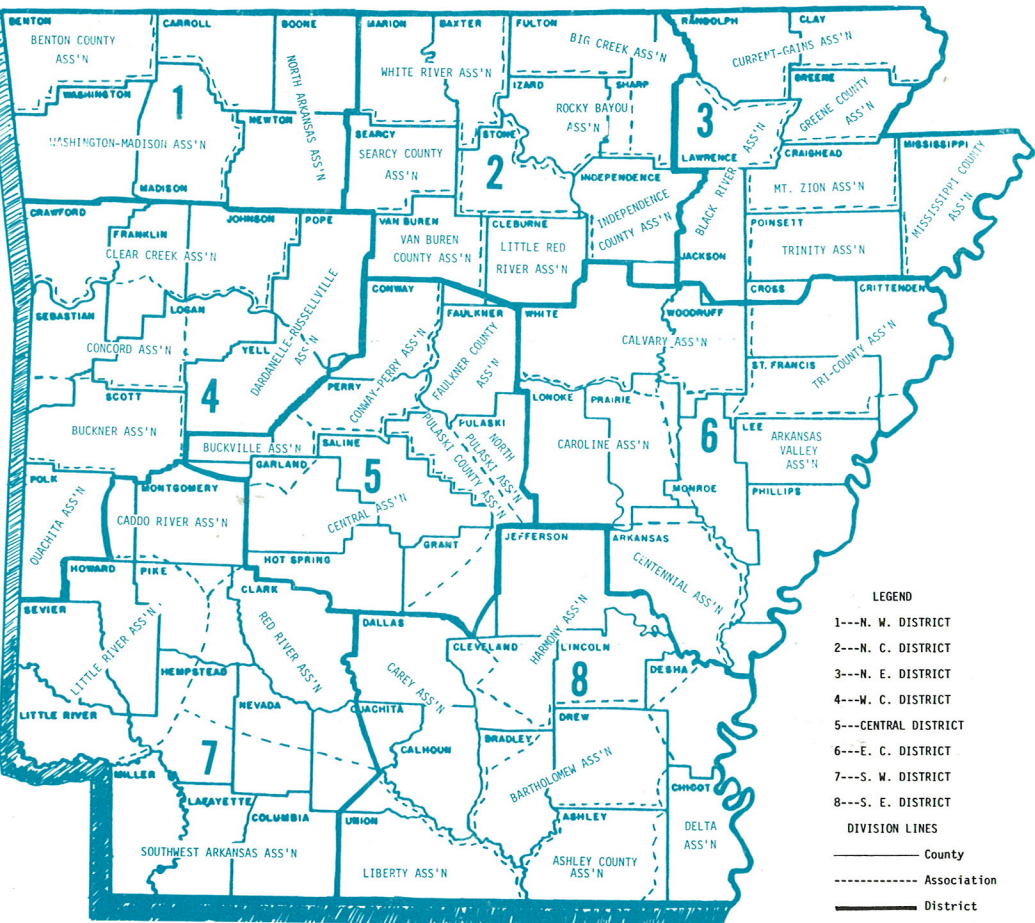 BENTON
CARROLL
BOONE
MARION
BAXTER
FULTON
RANDOLPH
CLAY
BENTON COUNTY
ASS'N
NORTH ARKANSAS ASS'N
WHITE RIVER ASS'N
BIG CREEK ASS'N
CURRENT-GAINS ASS'N
WASHINGTON
1
IZARD
SHARP
GREENE
ROCKY BAYOU
ASS'N
3
GREENE COUNTY
ASS'N
NEWTON
SEARCY
STONE
WASHINGTON-MADISON ASS'N
SEARCY COUNTY
ASS'N
2
LAWRENCE
CRAIGHEAD
MISSISSIPPI
MADISON
INDEPENDENCE
BLACK RIVER ASS'N
MT. ZION ASS'N
MISSISSIPPI COUNTY
ASS'N
CRAWFORD
FRANKLIN
JOHNSON
POPE
VAN BUREN
CLEBURNE
INDEPENDENCE
COUNTY ASS'N
POINSETT
CLEAR CREEK ASS'N
VAN BUREN
COUNTY ASS'N
LITTLE RED
RIVER ASS'N
TRINITY ASS'N
JACKSON
CONWAY
CROSS
CRITTENDEN
SEBASTIAN
LOGAN
DARDANELLE-RUSSELLVILLE
ASS'N
FAULKNER
WHITE
WOODRUFF
CONCORD ASS'N
YELL
CONWAY-PERRY ASS'N
FAULKNER COUNTY
ASS'N
CALVARY ASS'N
ST. FRANCIS
TRI-COUNTY ASS'N
SCOTT
4
PERRY
LONOKE
PRAIRIE
BUCKNER ASS'N
BUCKVILLE ASS'N
SALINE
PULASKI
NORTH
PULASKI ASS'N
PULASKI COUNTY ASS'N
CAROLINE ASS'N
6
LEE
ARKANSAS
VALLEY
ASS'N
POLK
GARLAND
5
MONTGOMERY
MONROE
PHILLIPS
OUACHITA ASS'N
CADDO RIVER ASS'N
CENTRAL ASS'N
GRANT
JEFFERSON
ARKANSAS
HOT SPRING
CENTENNIAL ASS'N
HOWARD
PIKE
CLARK
SEVIER
LITTLE RIVER ASS'N
RED RIVER ASS'N
DALLAS
HARMONY ASS'N
CLEVELAND
LINCOLN
HEMPSTEAD
CAREY ASS'N
8
DESHA
LITTLE RIVER
NEVADA
OUACHITA
DREW
7
CALHOUN
BRADLEY
BARTHOLOMEW ASS'N
MILLER
CHICOT
LAFAYETTE
COLUMBIA
UNION
ASHLEY
DELTA
ASS'N
SOUTHWEST ARKANSAS ASS'N
LIBERTY ASS'N
ASHLEY COUNTY
ASS'N
LEGEND
1---N. W. DISTRICT
2---N. C. DISTRICT
3---N. E. DISTRICT
4---W. C. DISTRICT
5---CENTRAL DISTRICT
6---E. C. DISTRICT
7---S. W. DISTRICT
8---S. E. DISTRICT
DIVISION LINES
County
Association
District